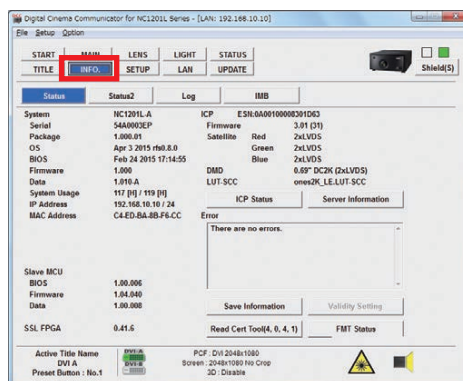 Digital Cinema Communicator for NC1201L Series - [LAN: 192.168.10.10]
File Setup Option
START MAIN LENS LIGHT STATUS
TITLE INFO. SETUP LAN UPDATE
Shield(S)
Status Status2 Log IMB
System NC1201L-A ICP ESN:0A00100008301D63
Serial 54A0003EP Firmware 3.01 (31)
Package 1.000.01 Satellite Red 2xLVDS
OS Apr 3 2015 rfs0.8.0 Green 2xLVDS
BIOS Feb 24 2015 17:14:55 Blue 2xLVDS
Firmware 1.000 DMD 0.69" DC2K (2xLVDS)
Data 1.010-A LUT-SCC ones2K_LE.LUT-SCC
System Usage 117 [H] / 119 [H]
IP Address 192.168.10.10 / 24
ICP Status Server Information
MAC Address C4-ED-BA-8B-F6-CC Error
There are no errors.
Slave MCU
BIOS 1.00.006
Firmware 1.04.040
Data 1.00.008
Save Information Validity Setting
SSL FPGA 0.41.6
Read Cert Tool(4, 0, 4, 1) FMT Status
Active Title Name
DVI A
Preset Button : No.1
DVI-A
DVI-B
PCF : DVI 2048x1080
Screen : 2048x1080 No Crop
3D : Disable